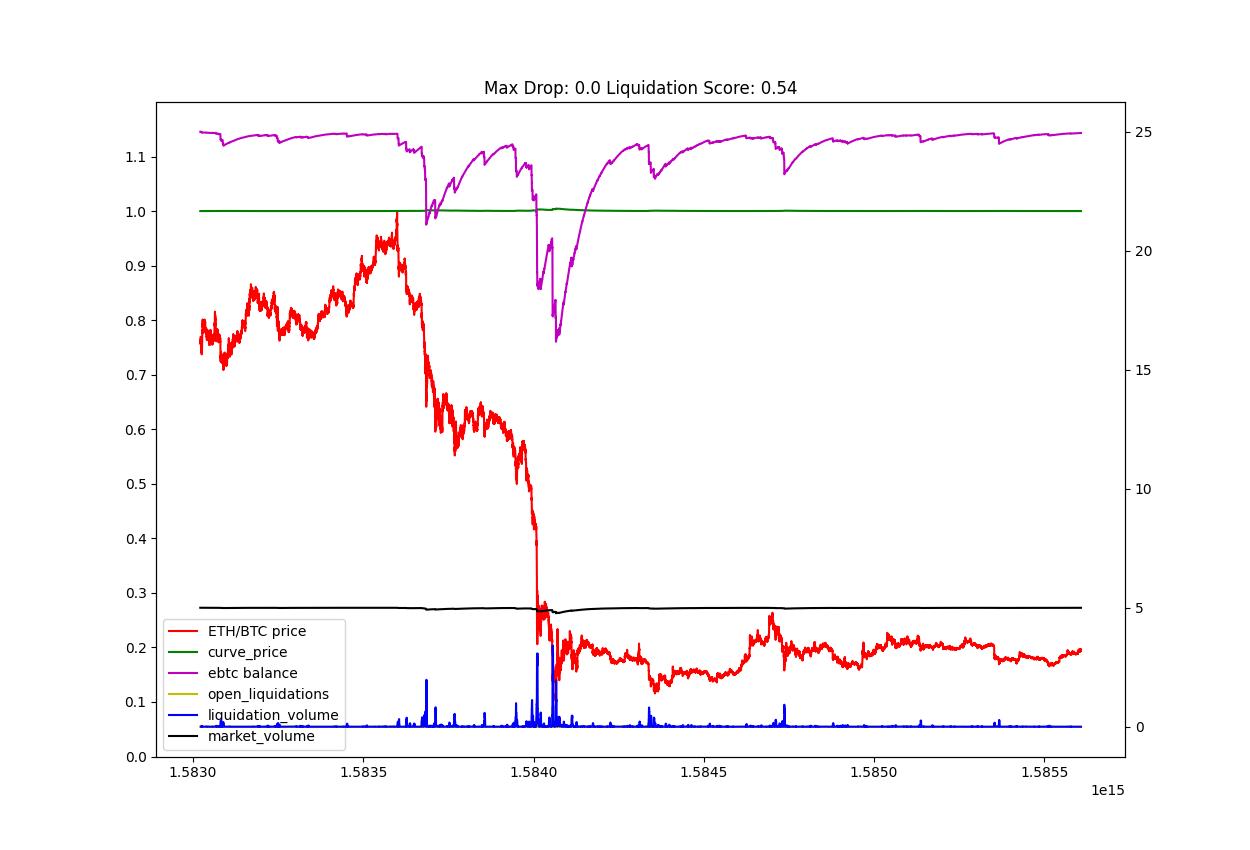 Max Drop: 0.0 Liquidation Score: 0.54
1.1
1.0
0.9
0.8
0.7
0.6
0.5
0.4
0.3
0.2
0.1
0.0
25
20
15
10
5
0
ETH/BTC price
curve_price
ebtc balance
open_liquidations
liquidation_volume
market_volume
1.5830 1.5835 1.5840 1.5845 1.5850 1.5855
1e15